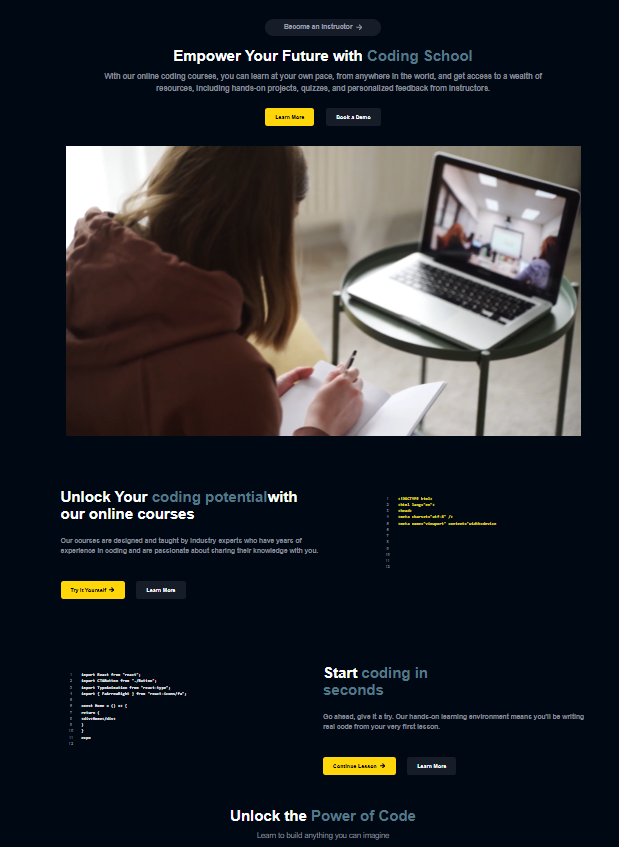 Become an Instructor →
Empower Your Future with Coding School
With our online coding courses, you can learn at your own pace, from anywhere in the world, and get access to a wealth of
resources, including hands-on projects, quizzes, and personalized feedback from instructors.
Learn More
Book a Demo
Unlock Your coding potentialwith
our online courses
Our courses are designed and taught by industry experts who have years of
experience in coding and are passionate about sharing their knowledge with you.
Try it Yourself →
Learn More
1 <!DOCTYPE html>
2 <html lang="en">
3 <head>
4 <meta charset="utf-8" />
5 <meta name="viewport" content="width=device
6
7
8
9
10
11
12
1 import React from "react";
2 import CTAButton from "./Button";
3 import TypeAnimation from "react-type";
4 import { FaArrowRight } from "react-icons/fa";
5
6 const Home = () => {
7 return (
8 <div>Home</div>
9 )
10 }
11 expo
12
Start coding in
seconds
Go ahead, give it a try. Our hands-on learning environment means you'll be writing
real code from your very first lesson.
Continue Lesson →
Learn More
Unlock the Power of Code
Learn to build anything you can imagine